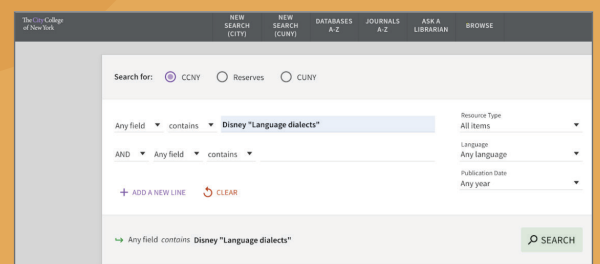 The City College
of New York
NEW SEARCH (CITY)
NEW SEARCH (CUNY)
DATABASES A-Z
JOURNALS A-Z
ASK A LIBRARIAN
BROWSE
Search for: CCNY Reserves CUNY
Any field contains Disney "Language dialects"
AND Any field contains
+ ADD A NEW LINE CLEAR
Resource Type
All items
Language
Any language
Publication Date
Any year
Any field contains Disney "Language dialects"
SEARCH